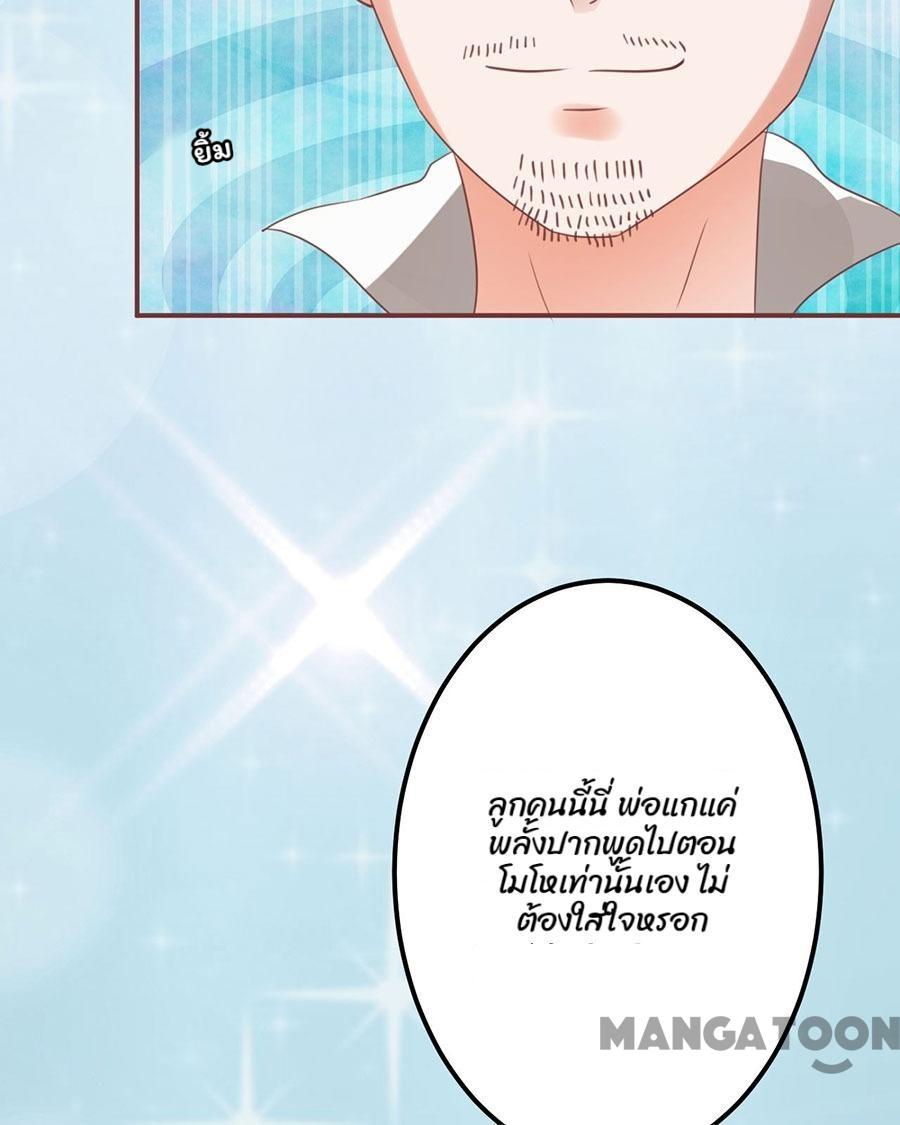 ยิ้ม
ลูกคนนี้นี่ พ่อแกแค่
พลั้งปากพูดไปตอน
โมโหเท่านั้นเอง ไม่
ต้องใส่ใจหรอก
MANGATOON